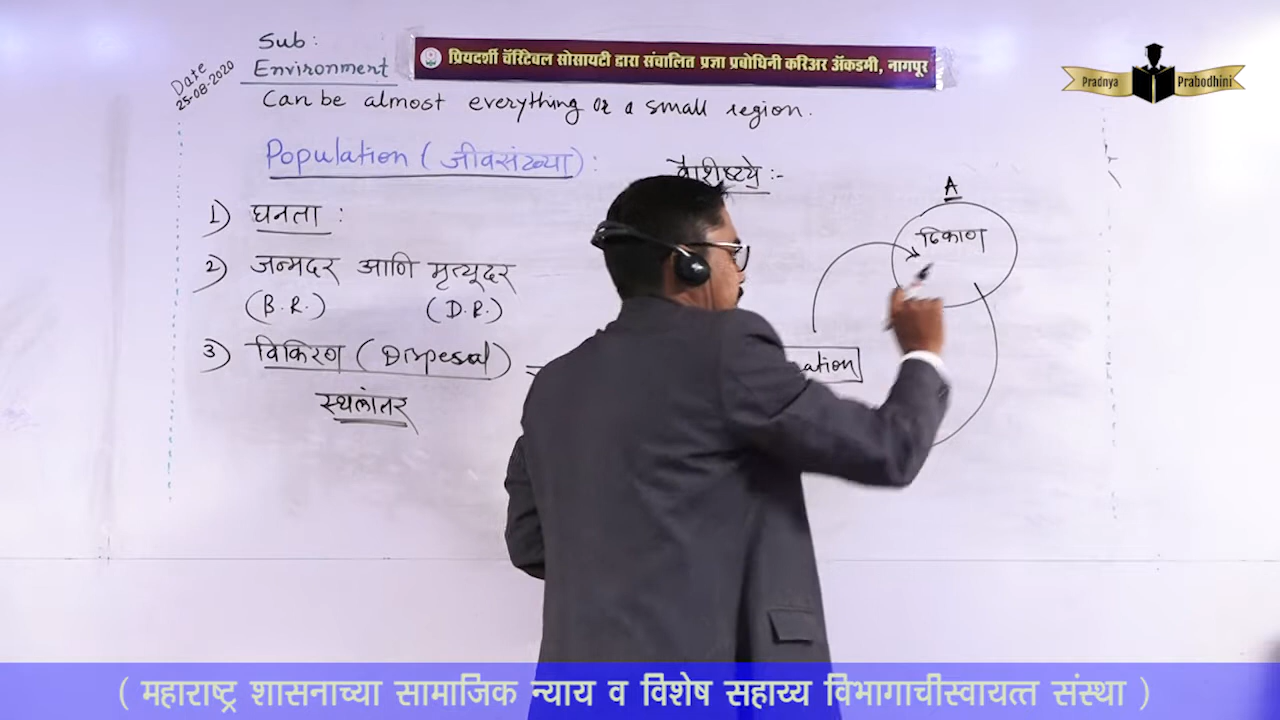 Sub:
Environment
Date
25-08-2020
प्रियदर्शी चॅरिटेबल सोसायटी द्वारा संचालित प्रज्ञा प्रबोधिनी करिअर अ‍ॅकडमी, नागपूर
Pradnya Prabodhini
Can be almost everything or a small region.
Population (जीवसंख्या):
वैशीष्ट्ये:-
1) घनता :
2) जन्मदर आणि मृत्यूदर
(B.R.) (D.R.)
3) विकिरण (Dispesal) =
स्थलांतर
A
ठिकाण
ation
( महाराष्ट्र शासनाच्या सामाजिक न्याय व विशेष सहाय्य विभागाचीस्वायत्त संस्था )